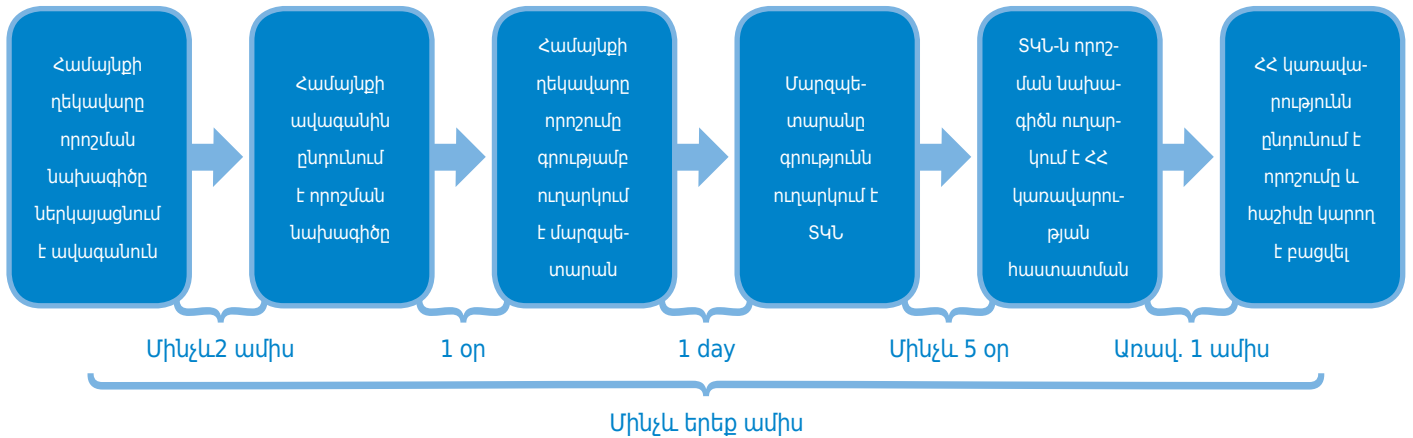 Համայնքի
ղեկավարը
որոշման
նախագիծը
ներկայացնում
է ավագանուն
Համայնքի
ավագանին
ընդունում
է որոշման
նախագիծը
Համայնքի
ղեկավարը
որոշումը
գրությամբ
ուղարկում
է մարզպե-
տարան
Մարզպե-
տարանը
գրությունն
ուղարկում է
ՏԿՆ
ՏԿՆ-ն որոշ-
ման նախա-
գիծն ուղար-
կում է ՀՀ
կառավարու-
թյան
հաստատման
ՀՀ կառավա-
րությունն
ընդունում է
որոշումը և
հաշիվը կարող
է բացվել
Մինչև2 ամիս
1 օր
1 day
Մինչև 5 օր
Առավ. 1 ամիս
Մինչև երեք ամիս